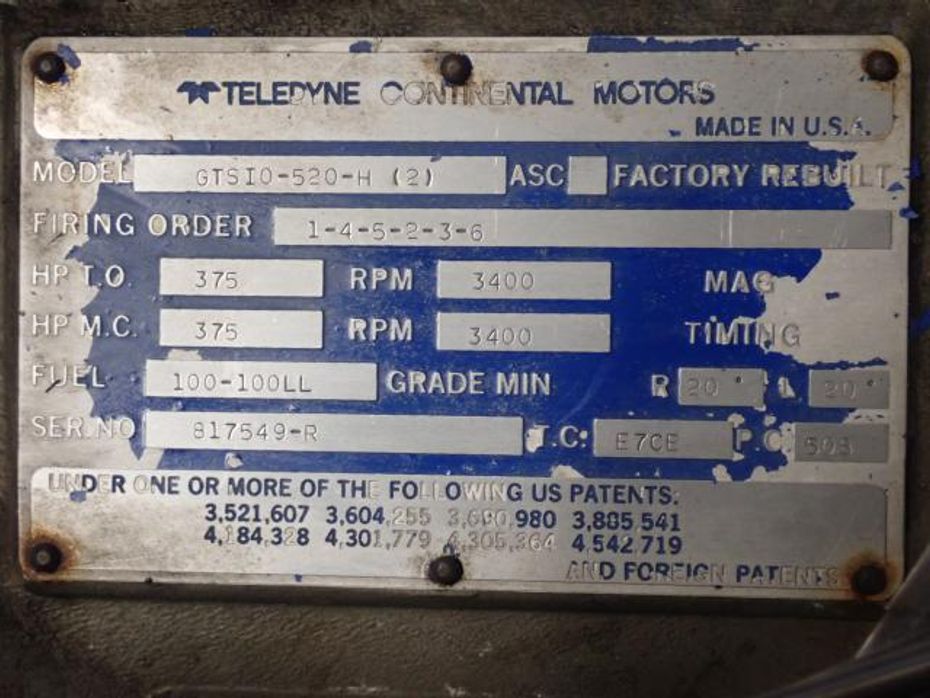 TELEDYNE CONTINENTAL MOTORS
MADE IN U.S.A.
MODEL GTSIO-520-H (2) ASC FACTORY REBUILT
FIRING ORDER 1-4-5-2-3-6
HP T.O. 375 RPM 3400 MAG
HP M.C. 375 RPM 3400 TIMING
FUEL 100-100LL GRADE MIN R 20° L 20°
SER.NO 817549-R T.C: E7CE P.C: 508
UNDER ONE OR MORE OF THE FOLLOWING US PATENTS:
3,521,607 3,604,255 3,690,980 3,885,541
4,184,328 4,301,779 4,305,364 4,542,719
AND FOREIGN PATENTS